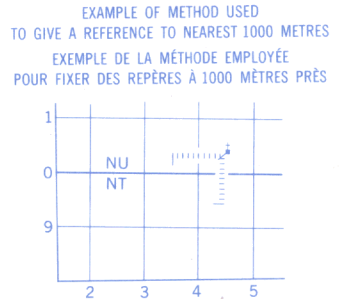 EXAMPLE OF METHOD USED
TO GIVE A REFERENCE TO NEAREST 1000 METRES
EXEMPLE DE LA MÉTHODE EMPLOYÉE
POUR FIXER DES REPÈRES À 1000 MÈTRES PRÈS
1
NU
0
NT
9
2 3 4 5